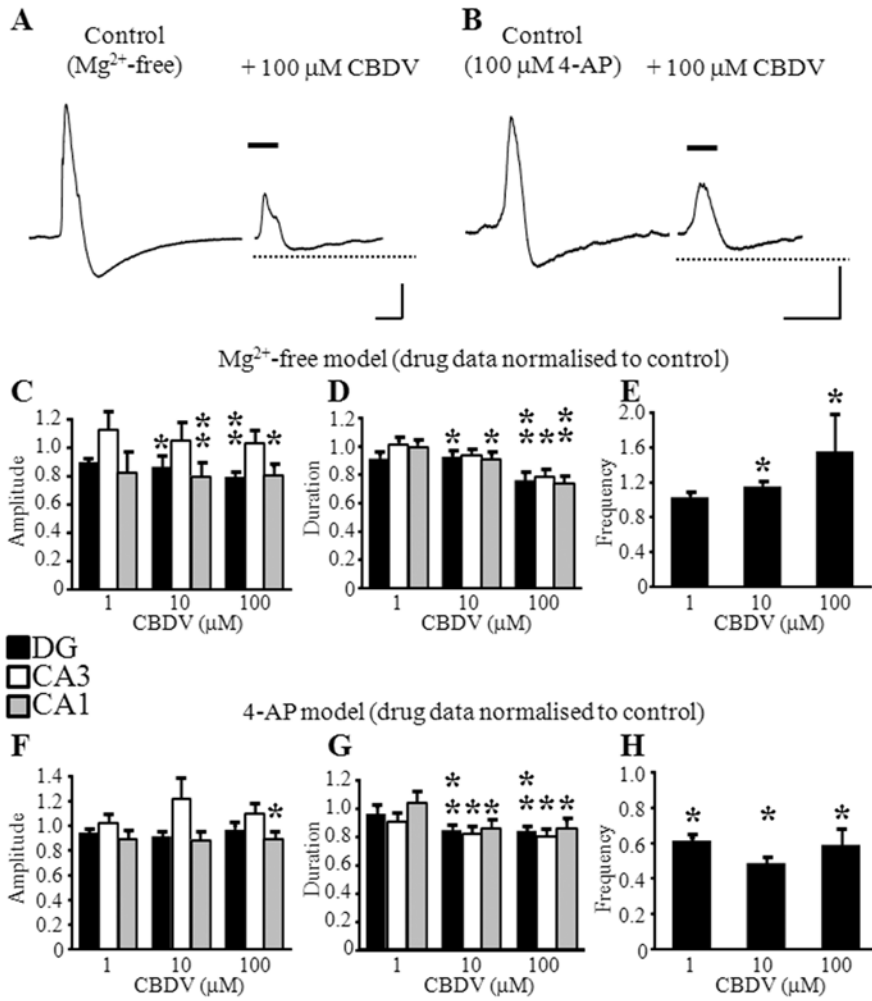 A
Control
(Mg²⁺-free)
+ 100 µM CBDV
B
Control
(100 µM 4-AP)
+ 100 µM CBDV
Mg²⁺-free model (drug data normalised to control)
C
Amplitude
1.2
1.0
0.8
0.6
0.4
0.2
0
* ** ** *
1 10 100
CBDV (µM)
D
Duration
1.2
1.0
0.8
0.6
0.4
0.2
0
* * ** * **
1 10 100
CBDV (µM)
E
Frequency
2.0
1.6
1.2
0.8
0.4
0
* *
1 10 100
CBDV (µM)
DG
CA3
CA1
4-AP model (drug data normalised to control)
F
Amplitude
1.4
1.2
1.0
0.8
0.6
0.4
0.2
0
*
1 10 100
CBDV (µM)
G
Duration
1.2
1.0
0.8
0.6
0.4
0.2
0
** * * ** * *
1 10 100
CBDV (µM)
H
Frequency
1.0
0.8
0.6
0.4
0.2
0
* * *
1 10 100
CBDV (µM)